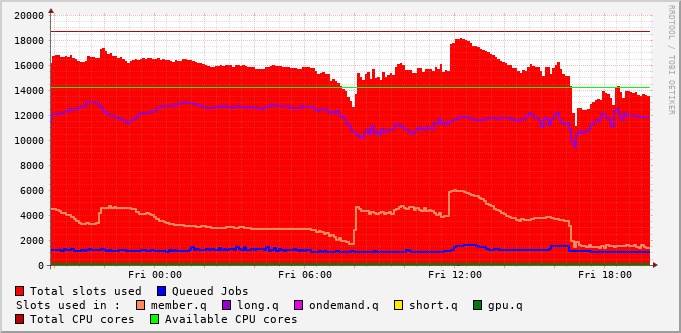 RRDTOOL / TOBI OETIKER
20000
18000
16000
14000
12000
10000
8000
6000
4000
2000
0
Fri 00:00 Fri 06:00 Fri 12:00 Fri 18:00
Total slots used Queued Jobs
Slots used in : member.q long.q ondemand.q short.q gpu.q
Total CPU cores Available CPU cores